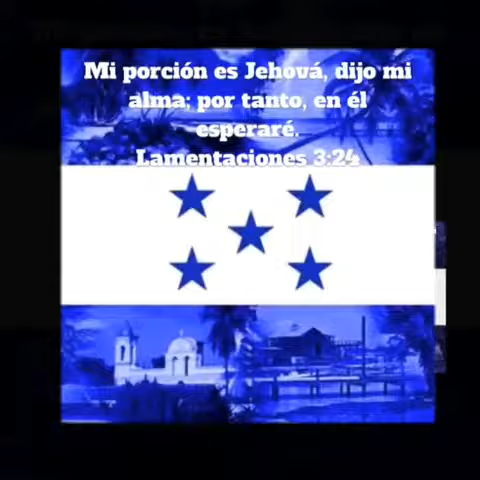 Mi porción es Jehová, dijo mi
alma; por tanto, en él
esperaré.
Lamentaciones 3:24